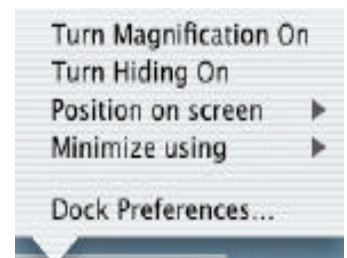 Turn Magnification On
Turn Hiding On
Position on screen
Minimize using
Dock Preferences...